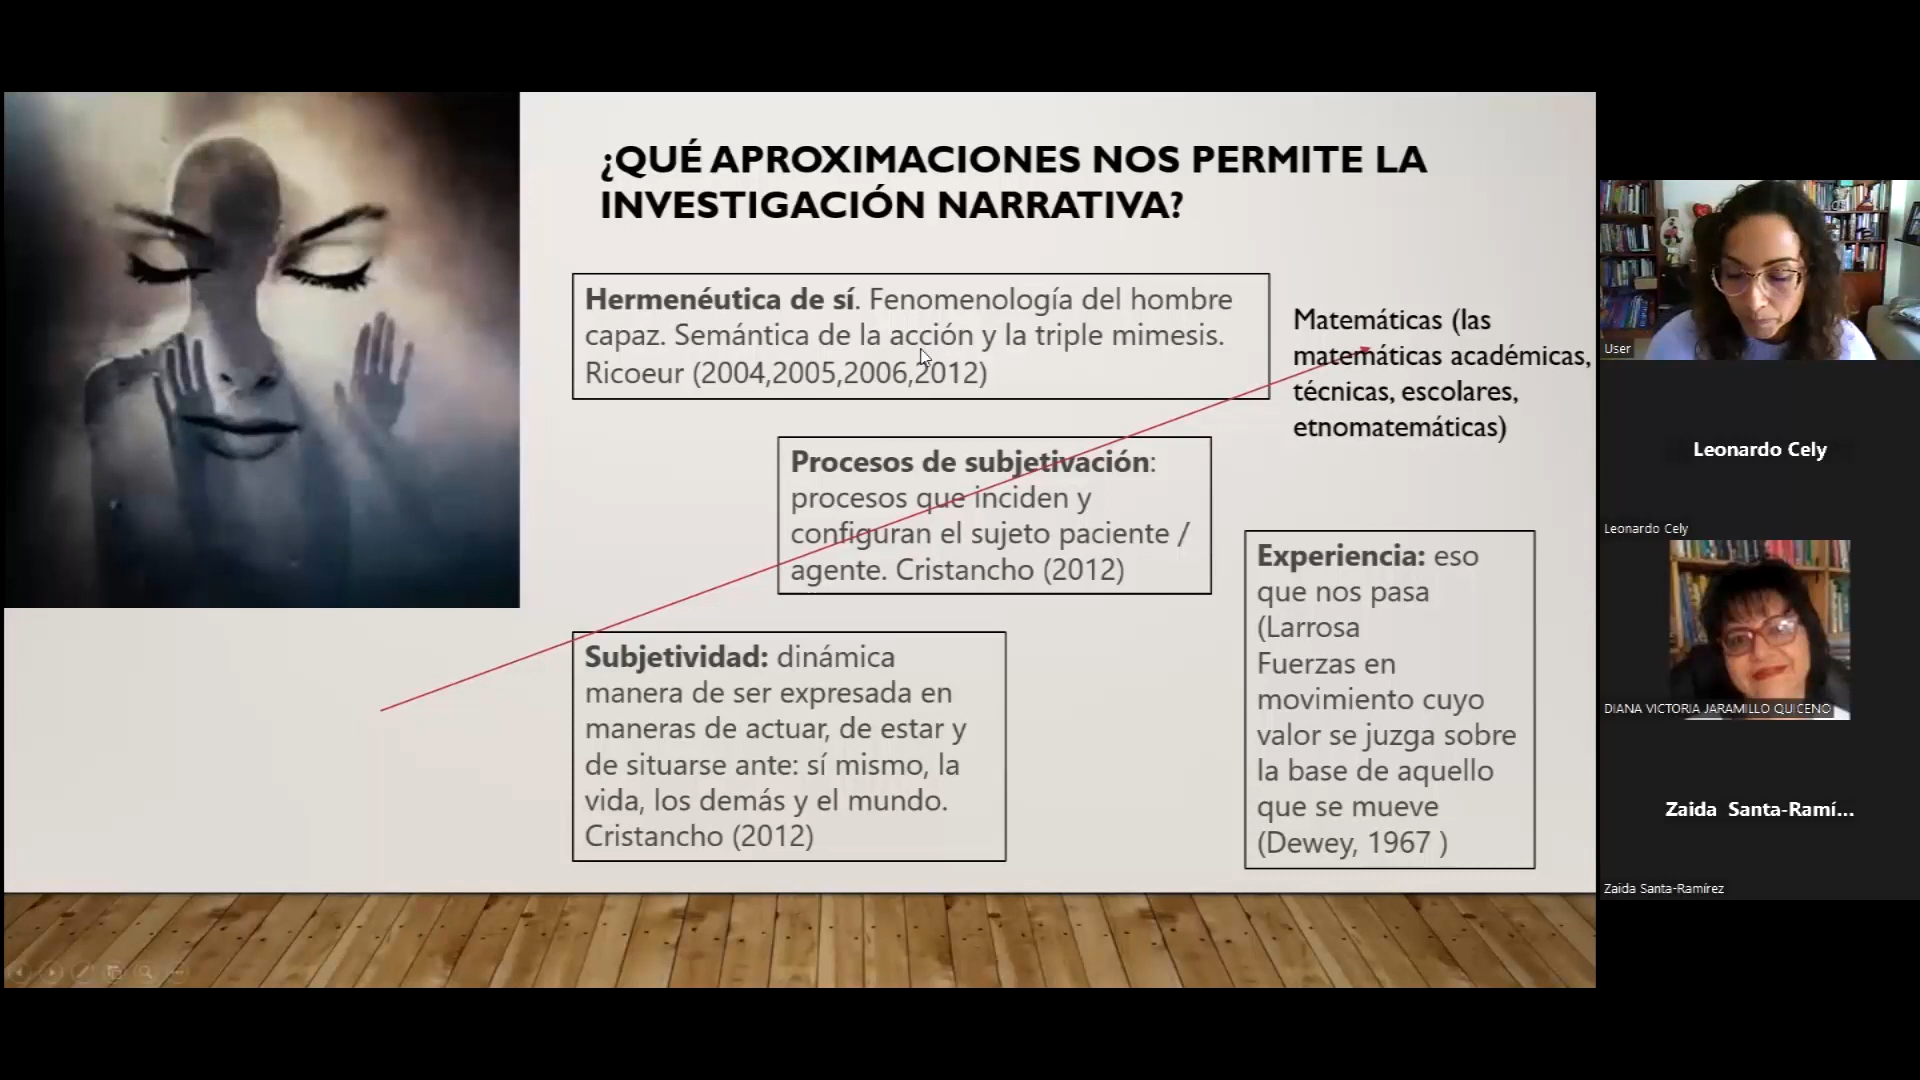 ¿QUÉ APROXIMACIONES NOS PERMITE LA
INVESTIGACIÓN NARRATIVA?
Hermenéutica de sí. Fenomenología del hombre
capaz. Semántica de la acción y la triple mimesis.
Ricoeur (2004,2005,2006,2012)
Matemáticas (las
matemáticas académicas,
técnicas, escolares,
etnomatemáticas)
Procesos de subjetivación:
procesos que inciden y
configuran el sujeto paciente /
agente. Cristancho (2012)
Experiencia: eso
que nos pasa
(Larrosa
Fuerzas en
movimiento cuyo
valor se juzga sobre
la base de aquello
que se mueve
(Dewey, 1967 )
Subjetividad: dinámica
manera de ser expresada en
maneras de actuar, de estar y
de situarse ante: sí mismo, la
vida, los demás y el mundo.
Cristancho (2012)
User
Leonardo Cely
Leonardo Cely
DIANA VICTORIA JARAMILLO QUICENO
Zaida Santa-Ramí...
Zaida Santa-Ramírez